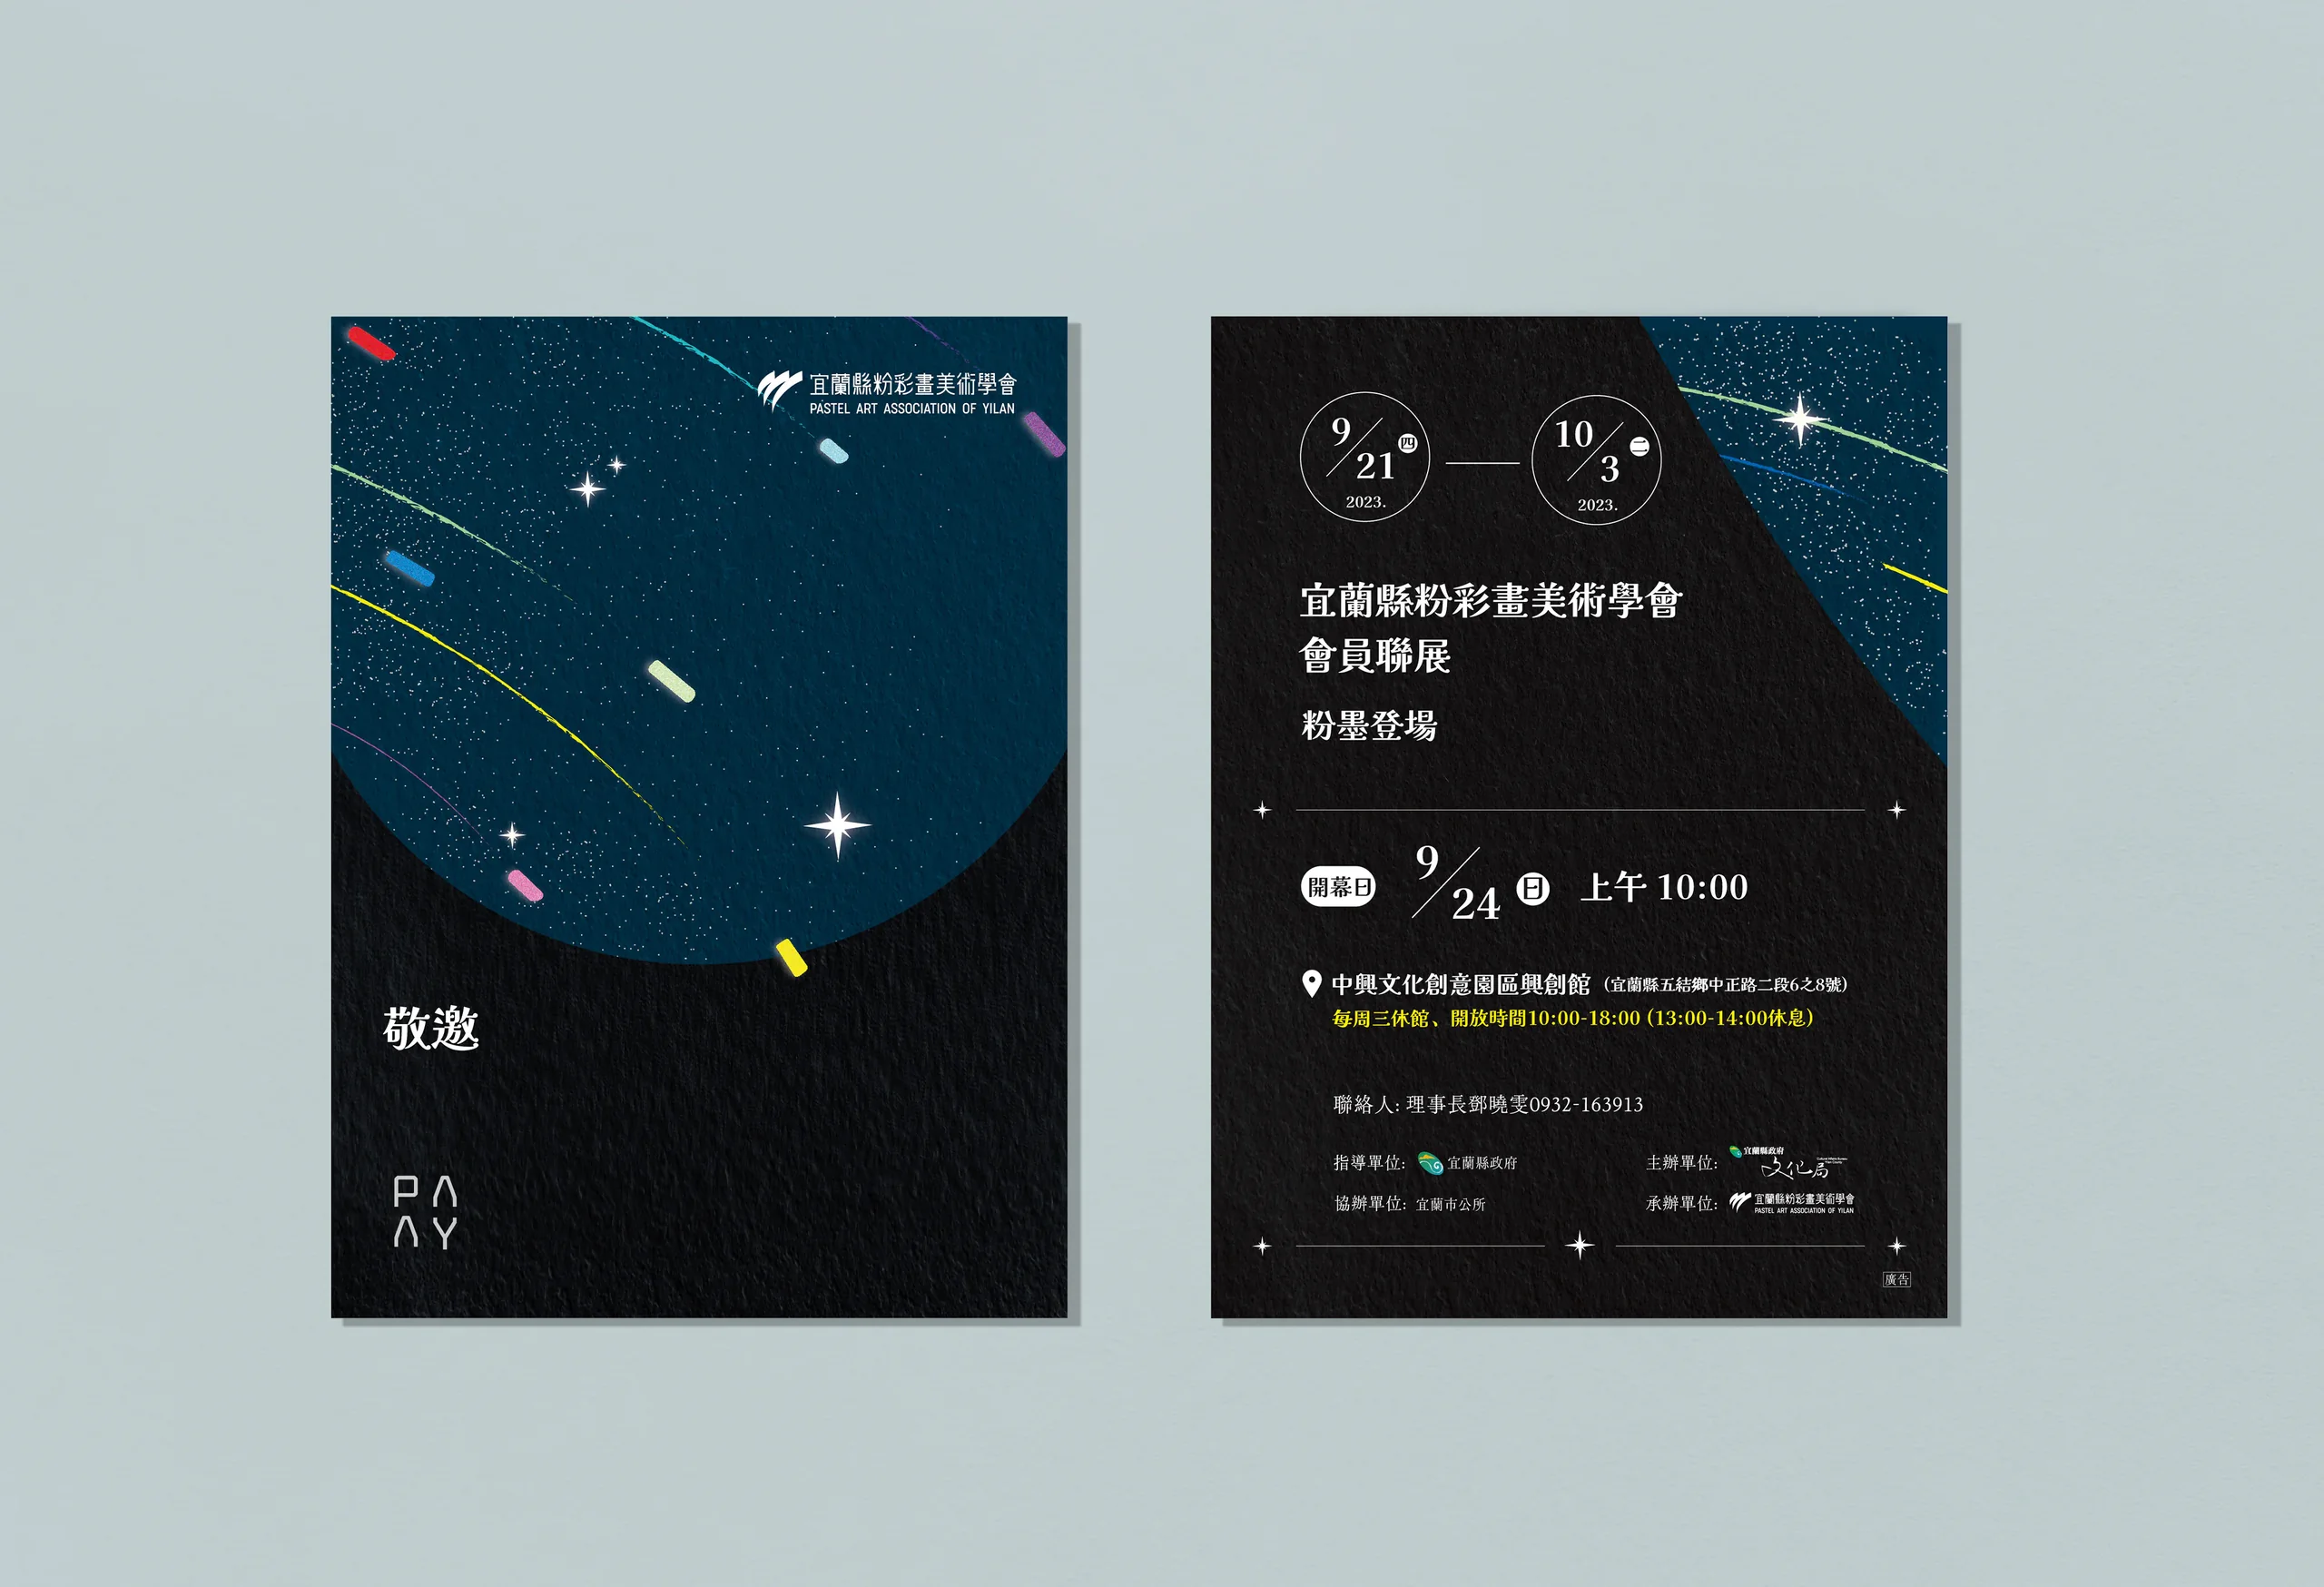 宜蘭縣粉彩畫美術學會
PASTEL ART ASSOCIATION OF YILAN
敬邀
PA
AY
9/21 四 2023.
10/3 二 2023.
宜蘭縣粉彩畫美術學會
會員聯展
粉墨登場
開幕日 9/24 日 上午 10:00
中興文化創意園區興創館 (宜蘭縣五結鄉中正路二段6之8號)
每周三休館、開放時間10:00-18:00 (13:00-14:00休息)
聯絡人: 理事長鄧曉雯0932-163913
指導單位: 宜蘭縣政府
主辦單位: 宜蘭縣政府 文化局
協辦單位: 宜蘭市公所
承辦單位: 宜蘭縣粉彩畫美術學會
PASTEL ART ASSOCIATION OF YILAN
廣告